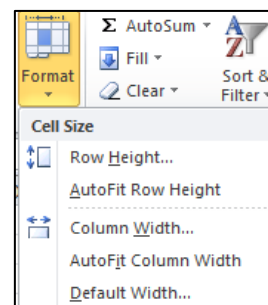 Format
Σ AutoSum
Fill
Clear
Sort &
Filter
Cell Size
Row Height...
AutoFit Row Height
Column Width...
AutoFit Column Width
Default Width...